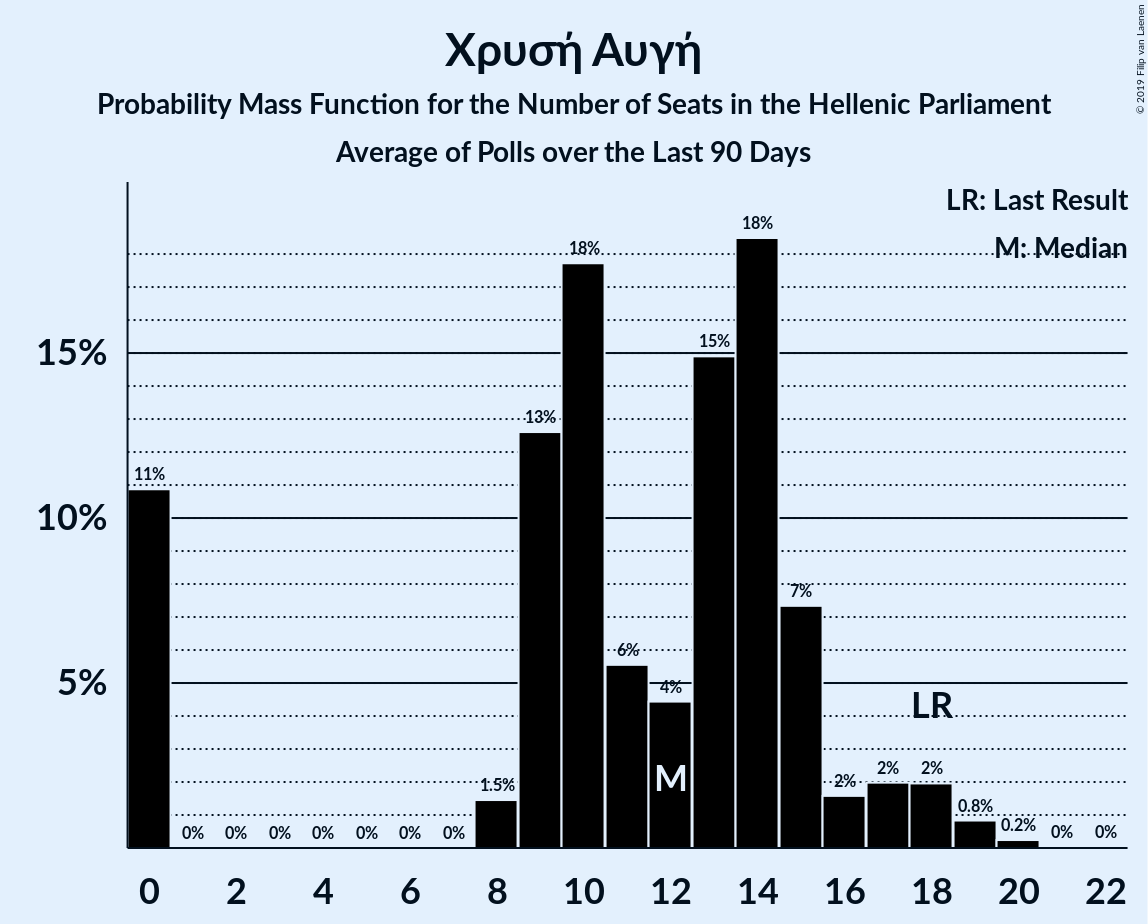 Χρυσή Αυγή
Probability Mass Function for the Number of Seats in the Hellenic Parliament
Average of Polls over the Last 90 Days
© 2019 Filip van Laenen
LR: Last Result
M: Median
15%
10%
5%
11%
0%
0%
0%
0%
0%
0%
0%
1.5%
13%
18%
6%
4%
15%
18%
7%
2%
2%
2%
0.8%
0.2%
0%
0%
M
LR
0 2 4 6 8 10 12 14 16 18 20 22